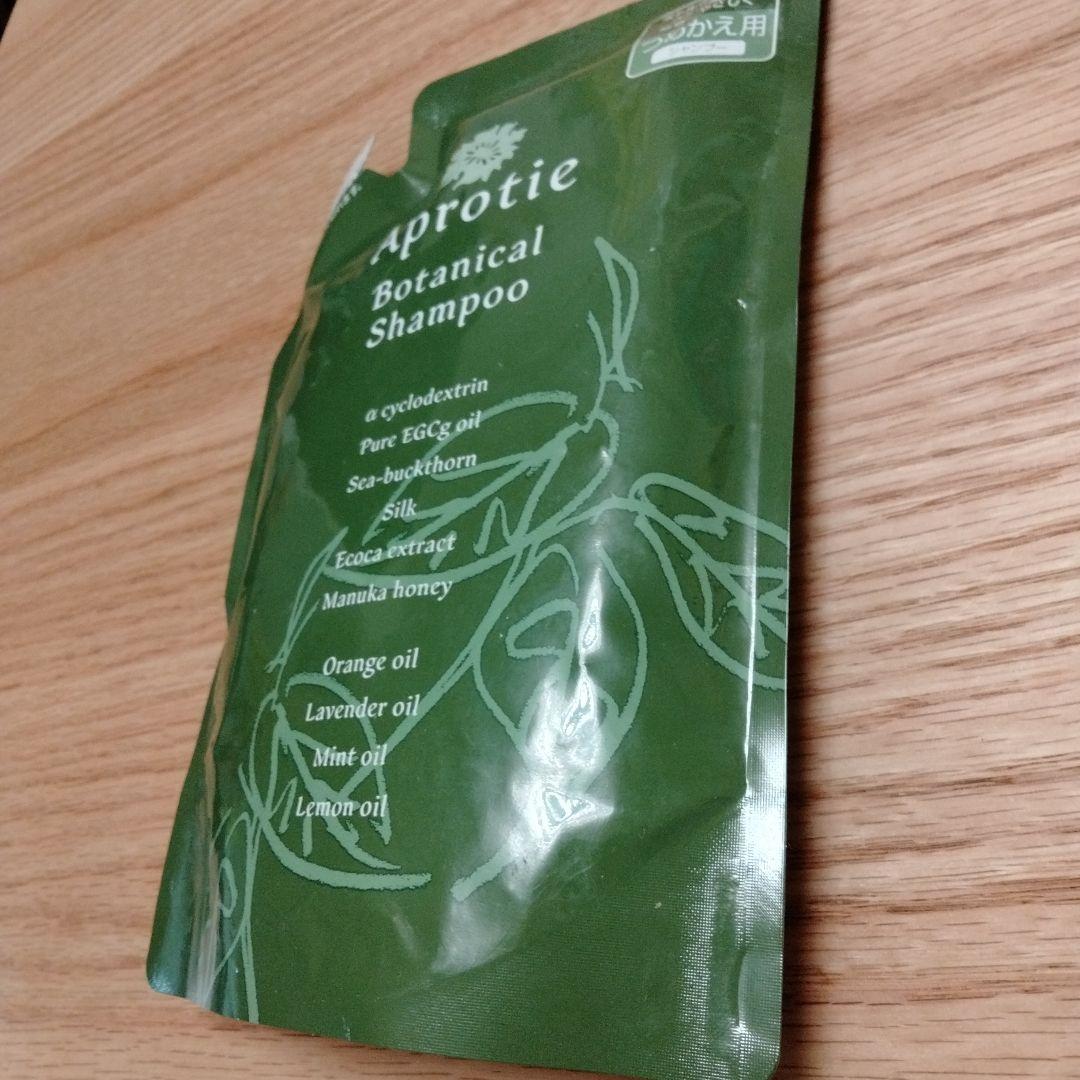 つめかえ用
シャンプー
Aprotie
Botanical
Shampoo
α cyclodextrin
Pure EGCg oil
Sea-buckthorn
Silk
Ecoca extract
Manuka honey
Orange oil
Lavender oil
Mint oil
Lemon oil